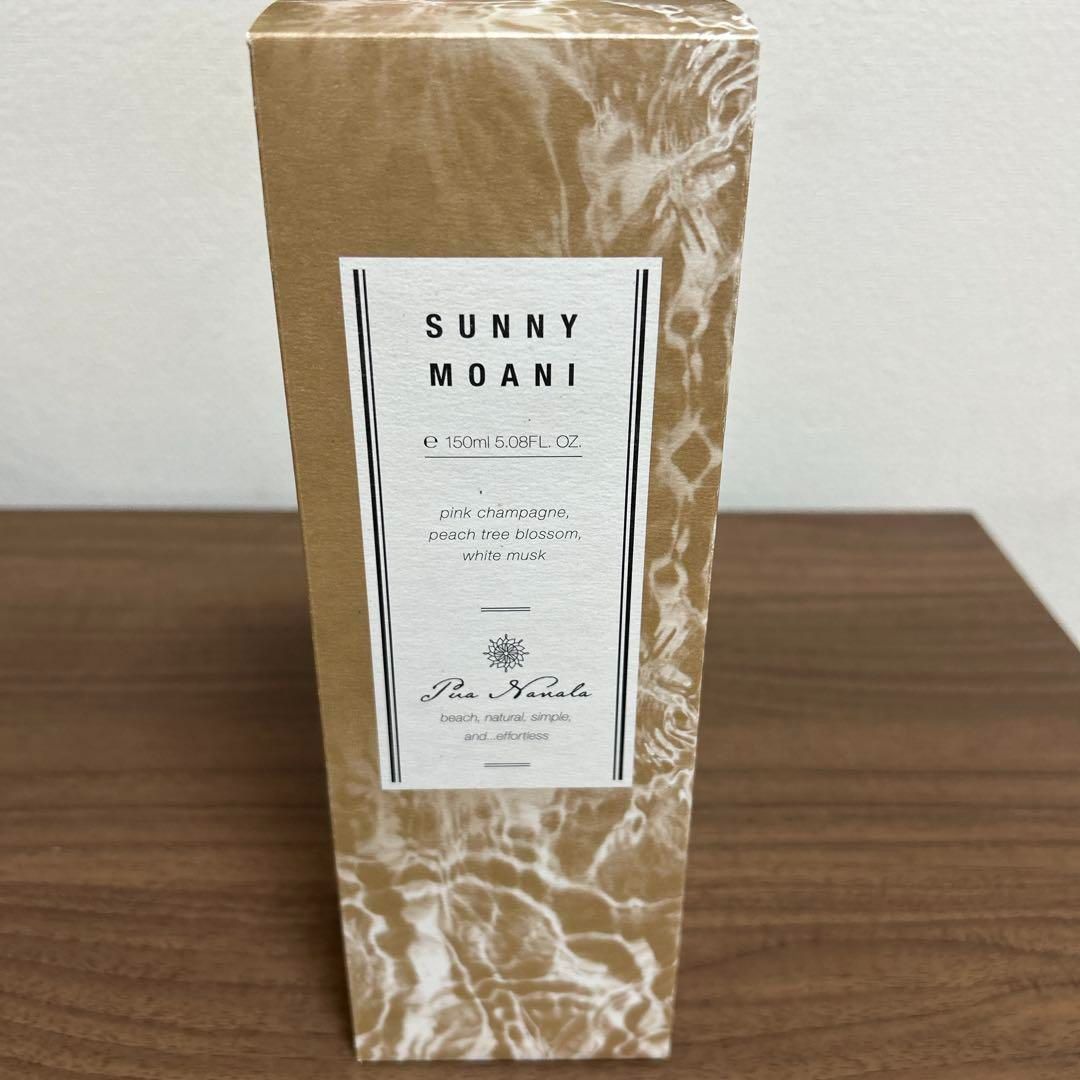 SUNNY
MOANI
℮ 150ml 5.08FL. OZ.
pink champagne,
peach tree blossom,
white musk
Pua Nanala
beach, natural, simple,
and...effortless